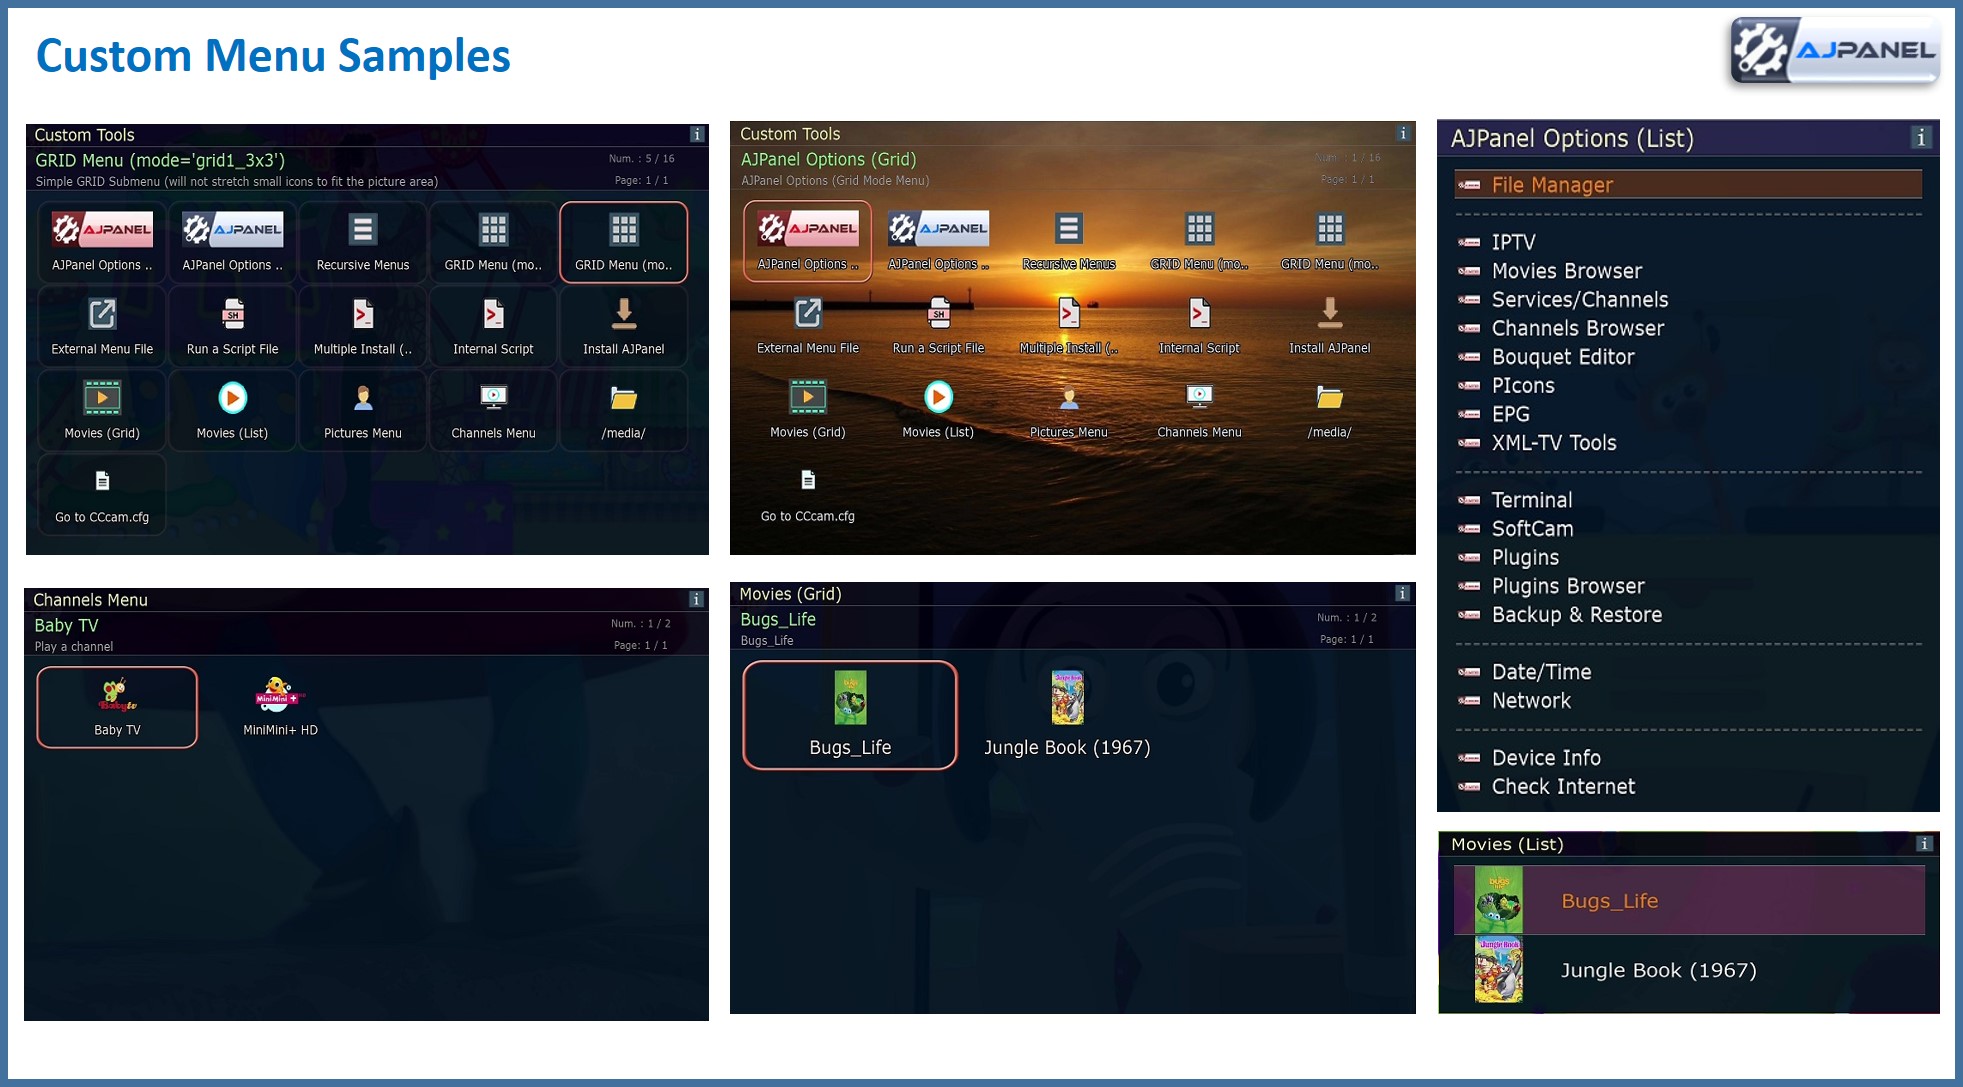 Custom Menu Samples
AJPANEL
Custom Tools
i
GRID Menu (mode='grid1_3x3')
Num. : 5 / 16
Simple GRID Submenu (will not stretch small icons to fit the picture area)
Page: 1 / 1
AJPANEL
AJPANEL
AJPanel Options ..
AJPanel Options ..
Recursive Menus
GRID Menu (mo..
GRID Menu (mo..
SH
External Menu File
Run a Script File
Multiple Install (..
Internal Script
Install AJPanel
Movies (Grid)
Movies (List)
Pictures Menu
Channels Menu
/media/
Go to CCcam.cfg
Custom Tools
i
AJPanel Options (Grid)
Num. : 1 / 16
AJPanel Options (Grid Mode Menu)
Page: 1 / 1
AJPANEL
AJPANEL
AJPanel Options ..
AJPanel Options ..
Recursive Menus
GRID Menu (mo..
GRID Menu (mo..
SH
External Menu File
Run a Script File
Multiple Install (..
Internal Script
Install AJPanel
Movies (Grid)
Movies (List)
Pictures Menu
Channels Menu
/media/
Go to CCcam.cfg
AJPanel Options (List)
i
File Manager
IPTV
Movies Browser
Services/Channels
Channels Browser
Bouquet Editor
PIcons
EPG
XML-TV Tools
Terminal
SoftCam
Plugins
Plugins Browser
Backup & Restore
Date/Time
Network
Device Info
Check Internet
Channels Menu
i
Baby TV
Num. : 1 / 2
Play a channel
Page: 1 / 1
Babytv
MiniMini+
Baby TV
MiniMini+ HD
Movies (Grid)
i
Bugs_Life
Num. : 1 / 2
Bugs_Life
Page: 1 / 1
Jungle Book
Bugs_Life
Jungle Book (1967)
Movies (List)
i
bugs
Bugs_Life
Jungle Book
Jungle Book (1967)